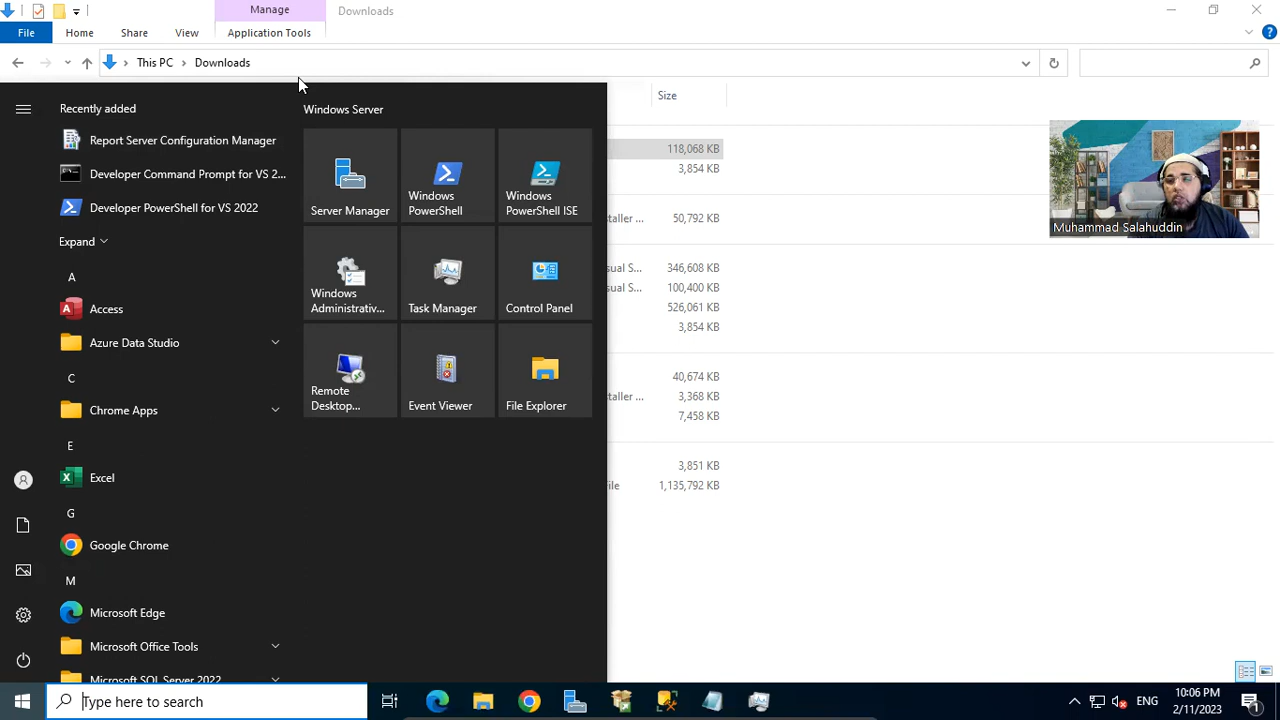 Manage
Downloads
File
Home
Share
View
Application Tools
This PC
Downloads
Size
Recently added
Report Server Configuration Manager
Developer Command Prompt for VS 2...
Developer PowerShell for VS 2022
Expand
A
Access
Azure Data Studio
C
Chrome Apps
E
Excel
G
Google Chrome
M
Microsoft Edge
Microsoft Office Tools
Microsoft SQL Server 2022
Windows Server
Server Manager
Windows PowerShell
Windows PowerShell ISE
Windows Administrativ...
Task Manager
Control Panel
Remote Desktop...
Event Viewer
File Explorer
118,068 KB
3,854 KB
staller ... 50,792 KB
sual S... 346,608 KB
sual S... 100,400 KB
526,061 KB
3,854 KB
40,674 KB
staller ... 3,368 KB
7,458 KB
3,851 KB
ile 1,135,792 KB
Muhammad Salahuddin
Type here to search
ENG
10:06 PM
2/11/2023
1